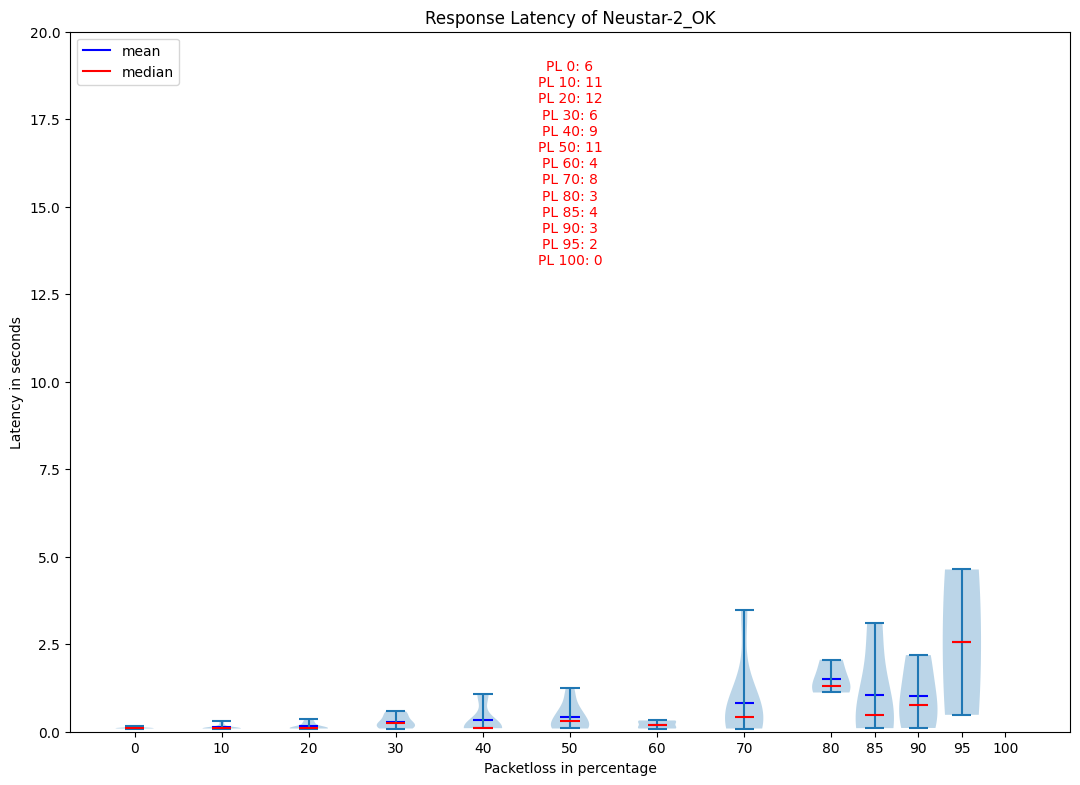 Response Latency of Neustar-2_OK
mean
median
PL 0: 6
PL 10: 11
PL 20: 12
PL 30: 6
PL 40: 9
PL 50: 11
PL 60: 4
PL 70: 8
PL 80: 3
PL 85: 4
PL 90: 3
PL 95: 2
PL 100: 0
Latency in seconds
20.0
17.5
15.0
12.5
10.0
7.5
5.0
2.5
0.0
0 10 20 30 40 50 60 70 80 85 90 95 100
Packetloss in percentage